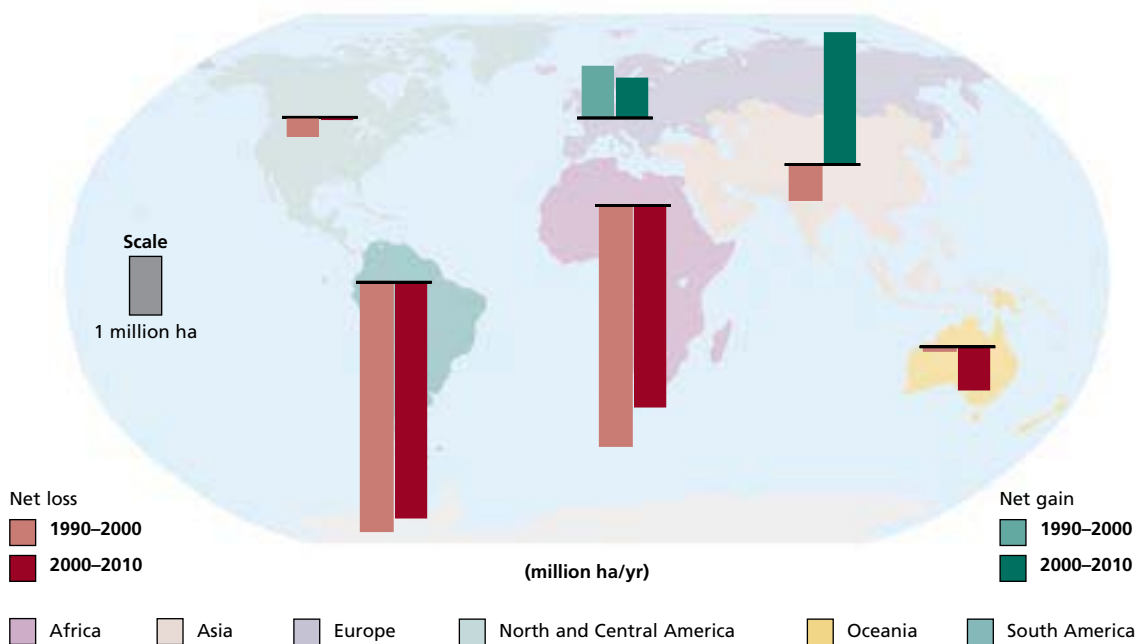 Scale
1 million ha
Net loss
1990–2000
2000–2010
Net gain
1990–2000
2000–2010
(million ha/yr)
Africa
Asia
Europe
North and Central America
Oceania
South America